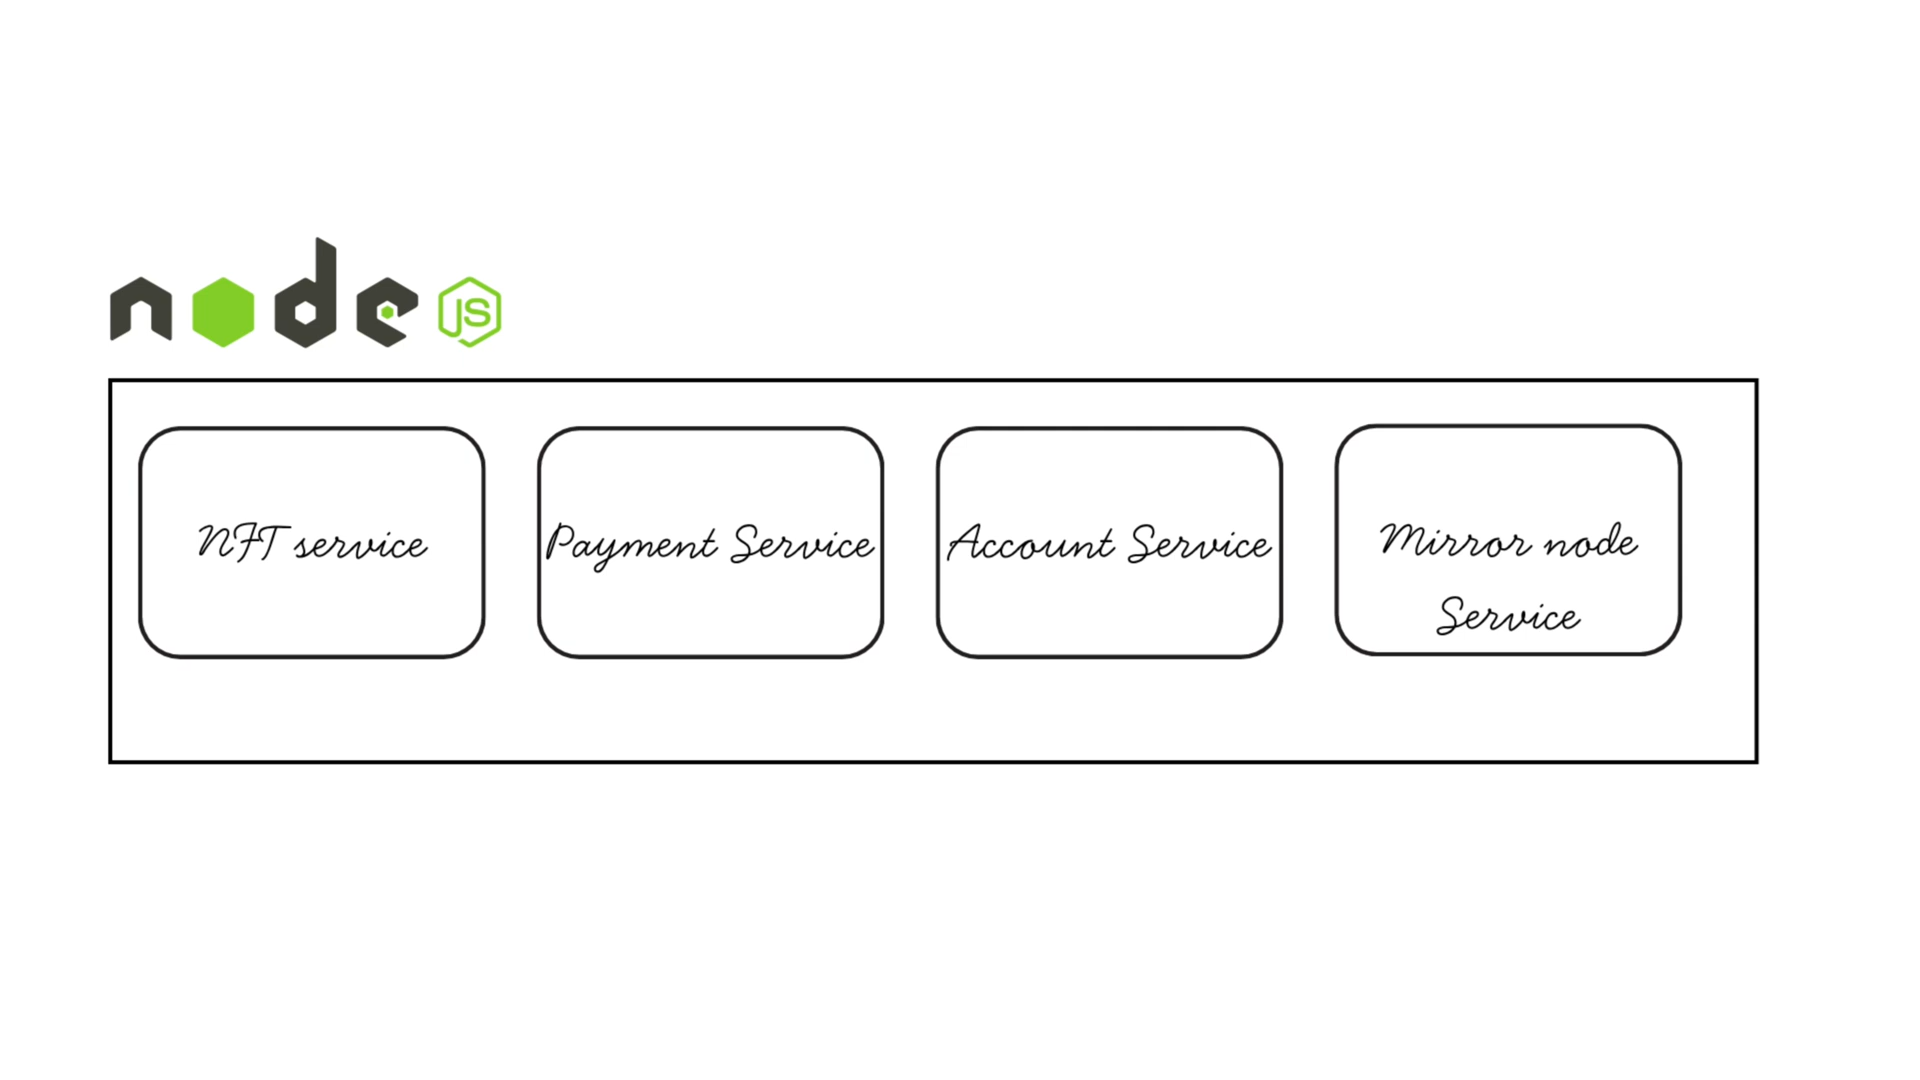 node JS
NFT service
Payment Service
Account Service
Mirror node
Service